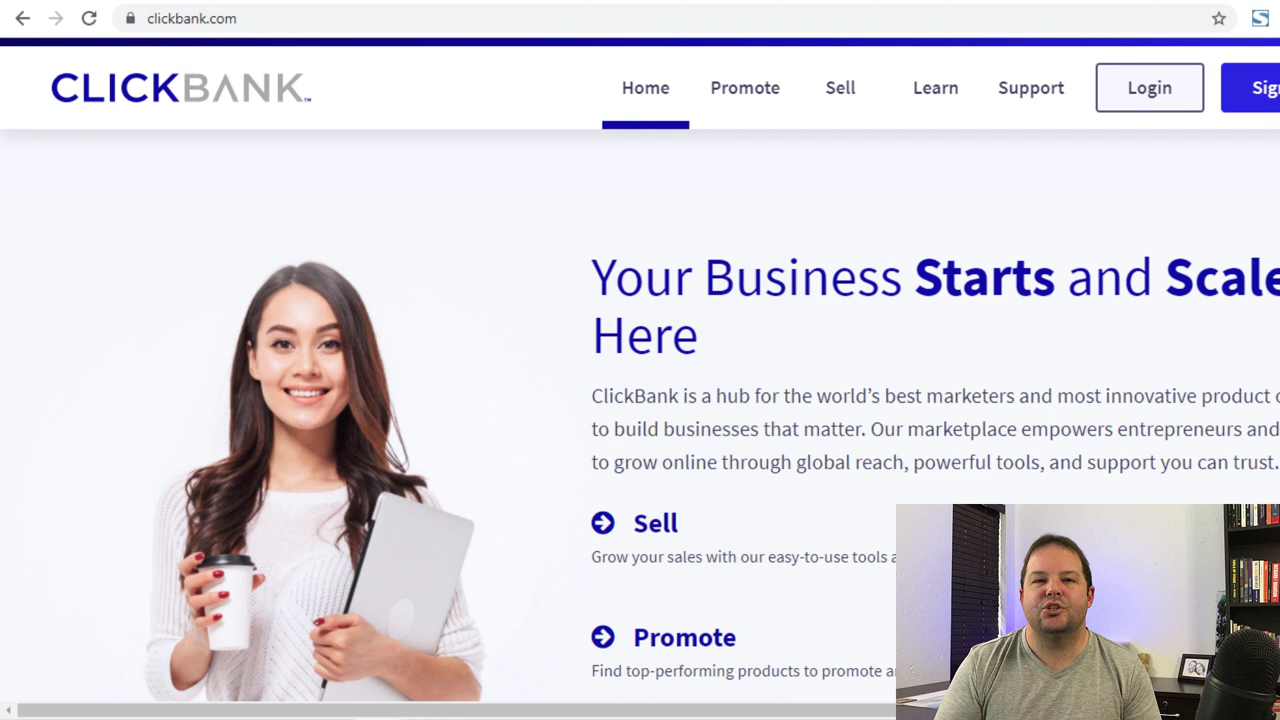 clickbank.com
CLICKBANK™
Home Promote Sell Learn Support Login
Your Business Starts and
Here
ClickBank is a hub for the world's best marketers and most innovative product
to build businesses that matter. Our marketplace empowers entrepreneurs and
to grow online through global reach, powerful tools, and support you can trust.
Sell
Grow your sales with our easy-to-use tools
Promote
Find top-performing products to promote